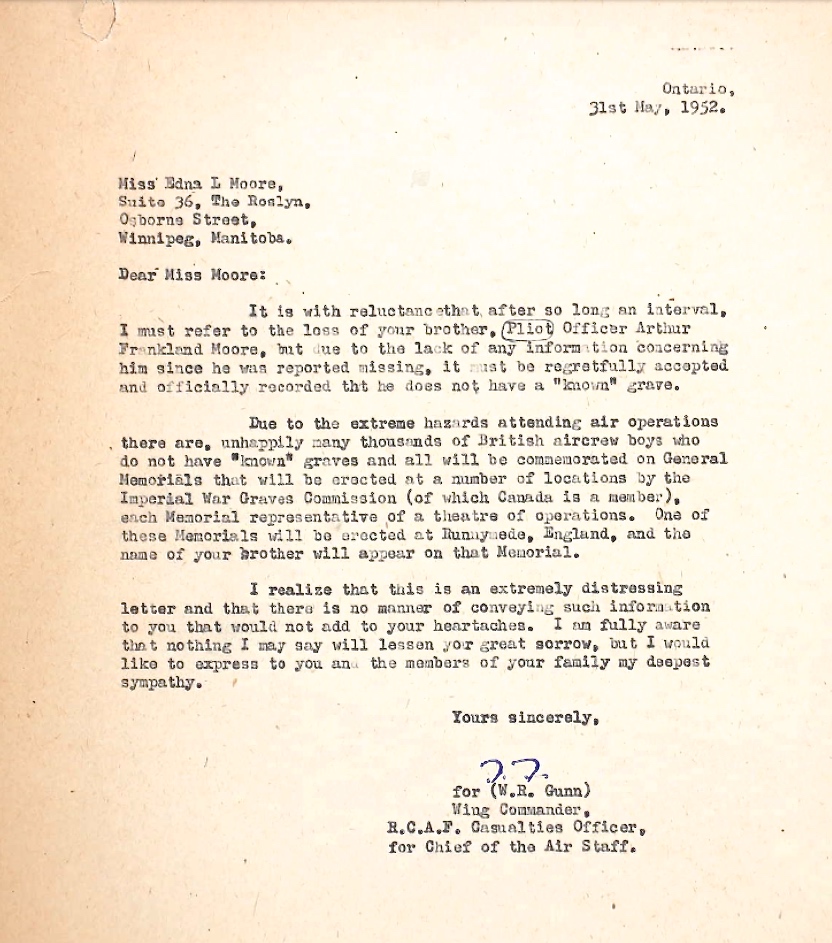 Ontario,
31st May, 1952.
Miss Edna L Moore,
Suite 36, The Roslyn,
Osborne Street,
Winnipeg, Manitoba.
Dear Miss Moore:
It is with reluctancethat, after so long an interval,
I must refer to the loss of your brother, Pliot Officer Arthur
Frankland Moore, but due to the lack of any information concerning
him since he was reported missing, it must be regretfully accepted
and officially recorded tht he does not have a "known" grave.
Due to the extreme hazards attending air operations
there are, unhappily many thousands of British aircrew boys who
do not have "known" graves and all will be commemorated on General
Memorials that will be erected at a number of locations by the
Imperial War Graves Commission (of which Canada is a member),
each Memorial representative of a theatre of operations. One of
these Memorials will be erected at Runnymede, England, and the
name of your brother will appear on that Memorial.
I realize that this is an extremely distressing
letter and that there is no manner of conveying such information
to you that would not add to your heartaches. I am fully aware
that nothing I may say will lessen your great sorrow, but I would
like to express to you and the members of your family my deepest
sympathy.
Yours sincerely,
for (W.R. Gunn)
Wing Commander,
R.C.A.F. Casualties Officer,
for Chief of the Air Staff.